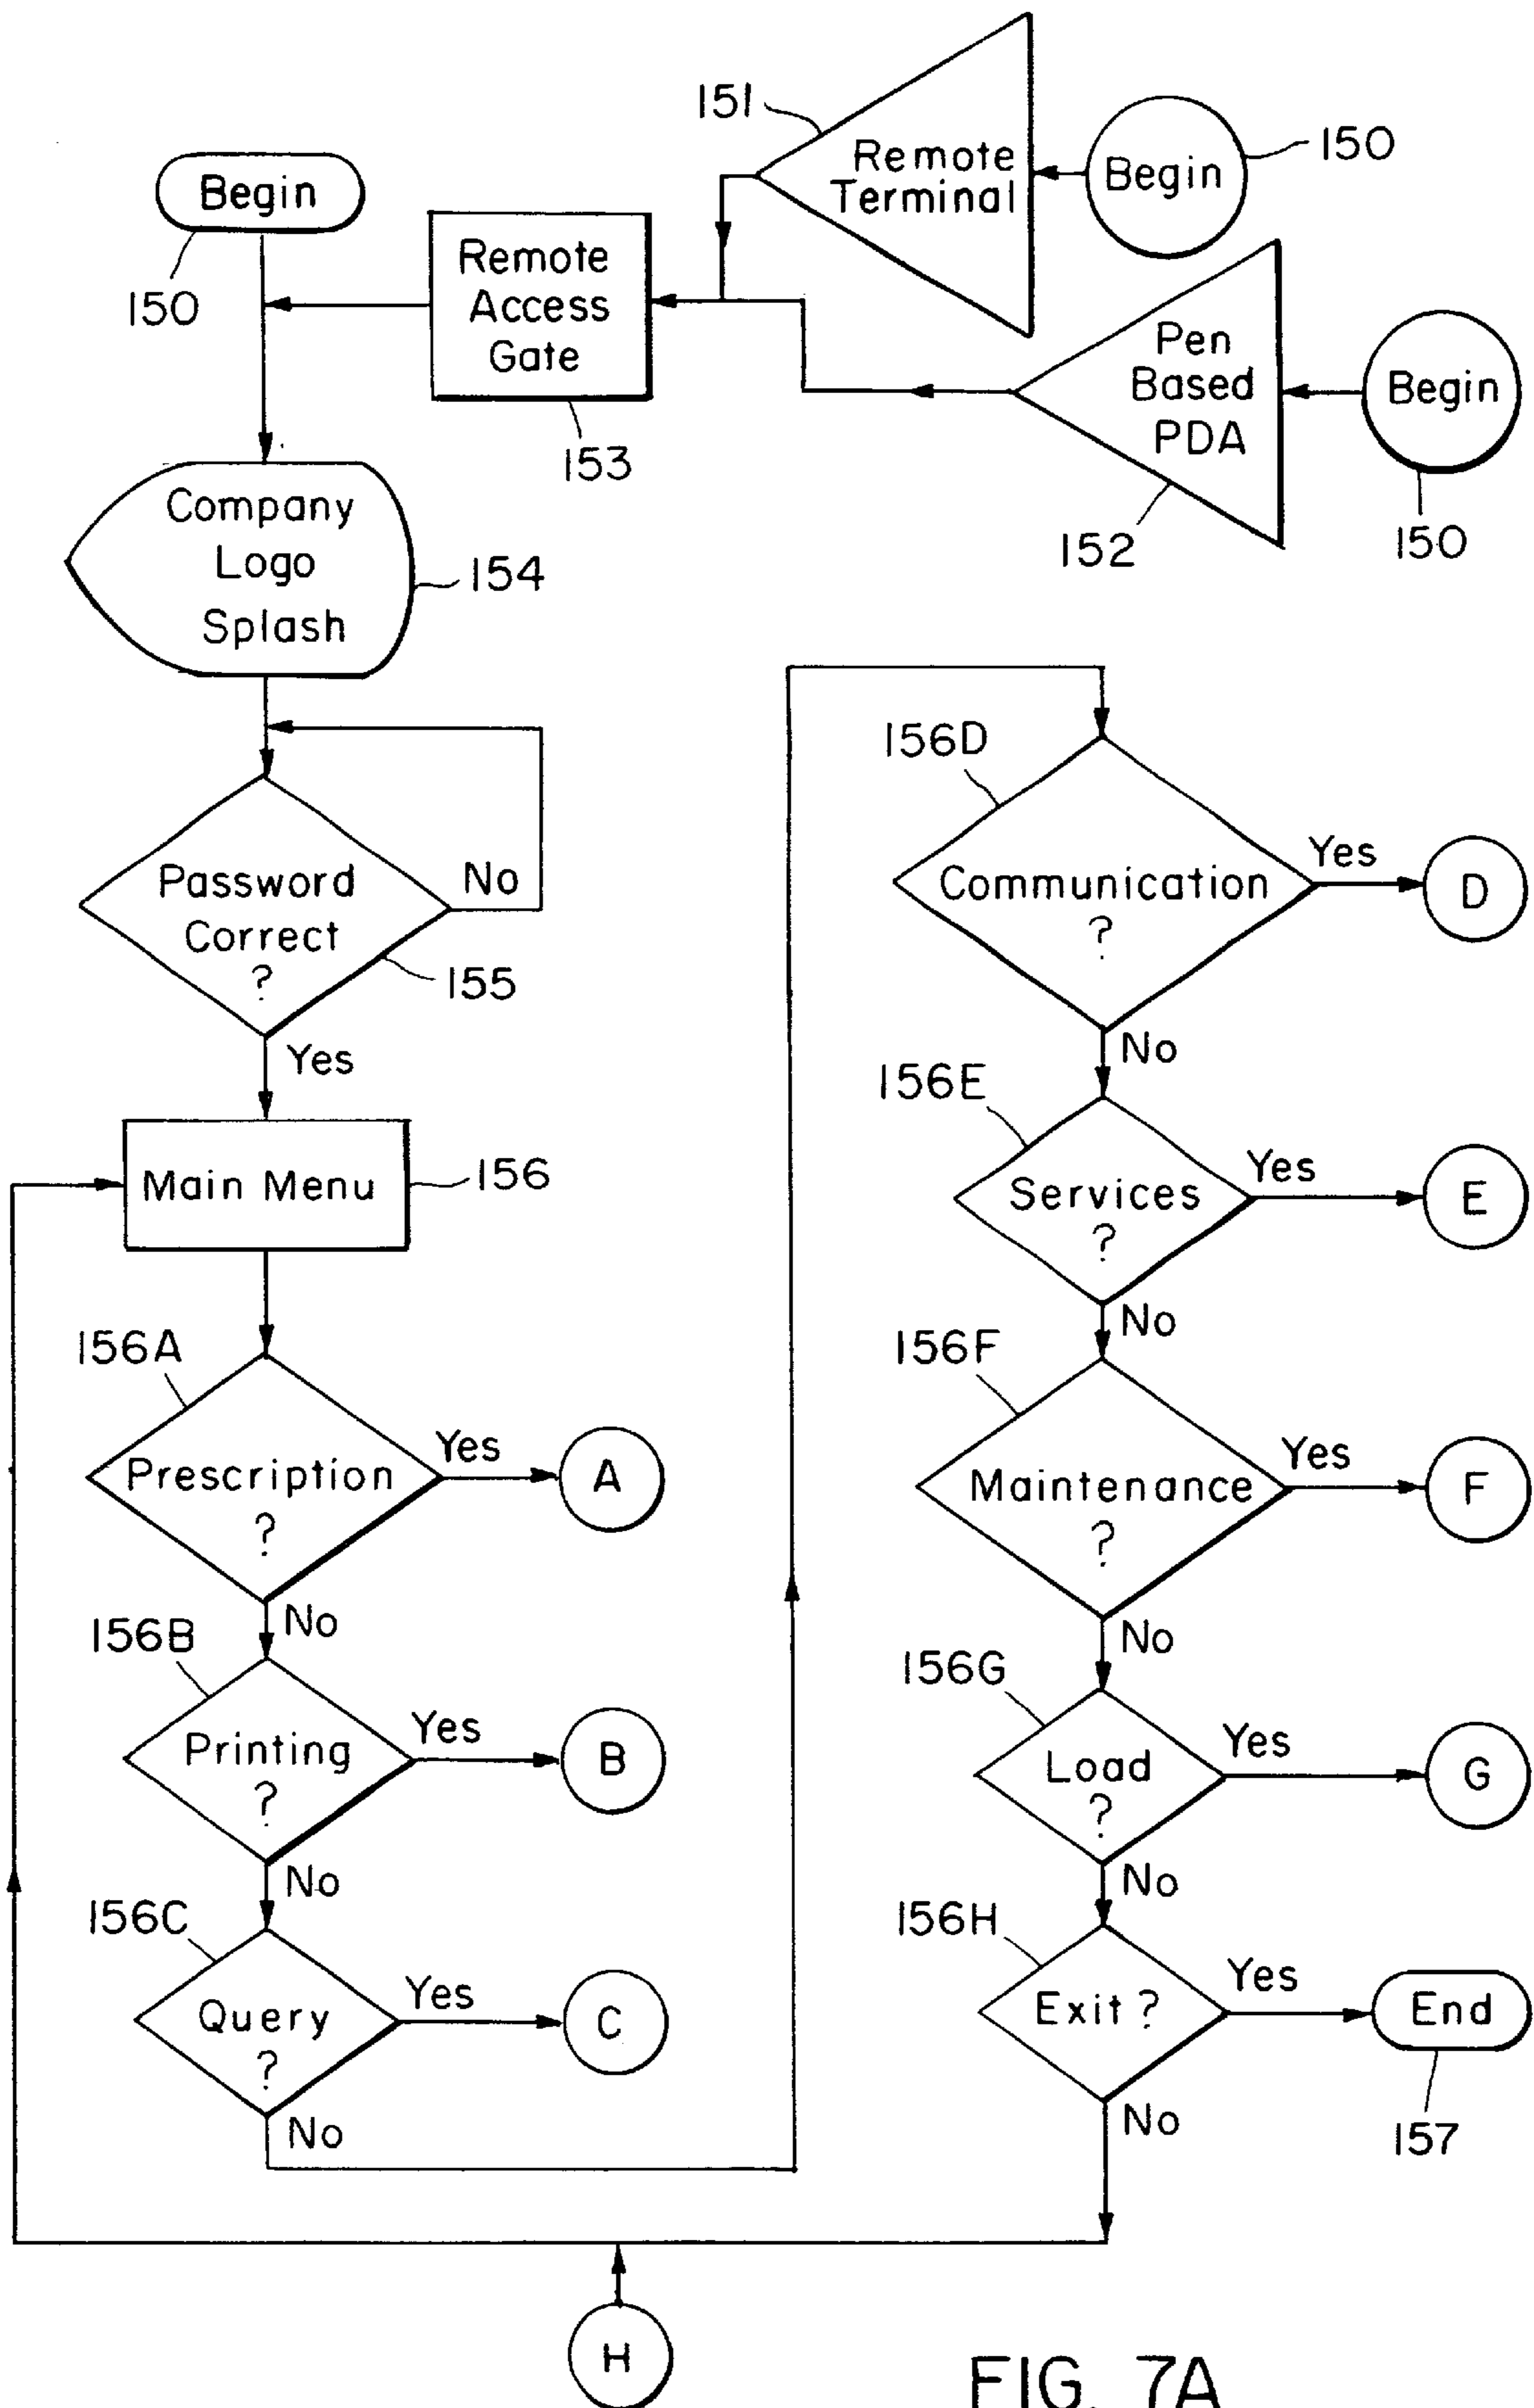 151
Remote
Terminal
Begin
150
Begin
150
Remote
Access
Gate
153
Pen
Based
PDA
152
Begin
150
Company
Logo
Splash
154
Password
Correct
?
No
155
Yes
Main Menu
156
156A
Prescription
?
Yes
A
No
156B
Printing
?
Yes
B
No
156C
Query
?
Yes
C
No
156D
Communication
?
Yes
D
No
156E
Services
?
Yes
E
No
156F
Maintenance
?
Yes
F
No
156G
Load
?
Yes
G
No
156H
Exit ?
Yes
End
157
No
H
FIG. 7A